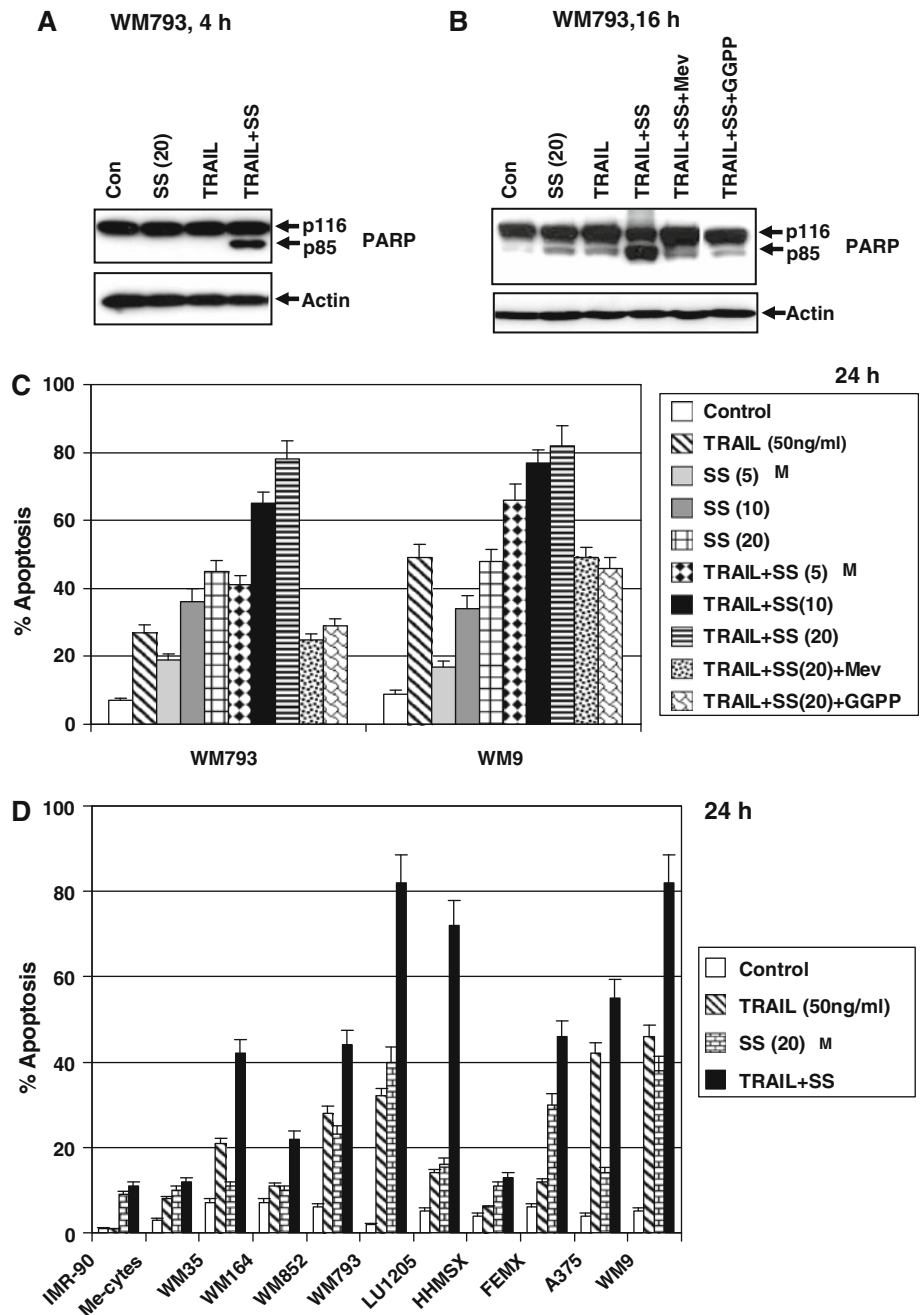 A WM793, 4 h
Con
SS (20)
TRAIL
TRAIL+SS
p116
p85
PARP
Actin
B WM793,16 h
Con
SS (20)
TRAIL
TRAIL+SS
TRAIL+SS+Mev
TRAIL+SS+GGPP
p116
p85
PARP
Actin
C
24 h
% Apoptosis
100
80
60
40
20
0
WM793 WM9
Control
TRAIL (50ng/ml)
SS (5) M
SS (10)
SS (20)
TRAIL+SS (5) M
TRAIL+SS(10)
TRAIL+SS (20)
TRAIL+SS(20)+Mev
TRAIL+SS(20)+GGPP
D
24 h
% Apoptosis
100
80
60
40
20
0
IMR-90
Me-cytes
WM35
WM164
WM852
WM793
LU1205
HHMSX
FEMX
A375
WM9
Control
TRAIL (50ng/ml)
SS (20) M
TRAIL+SS